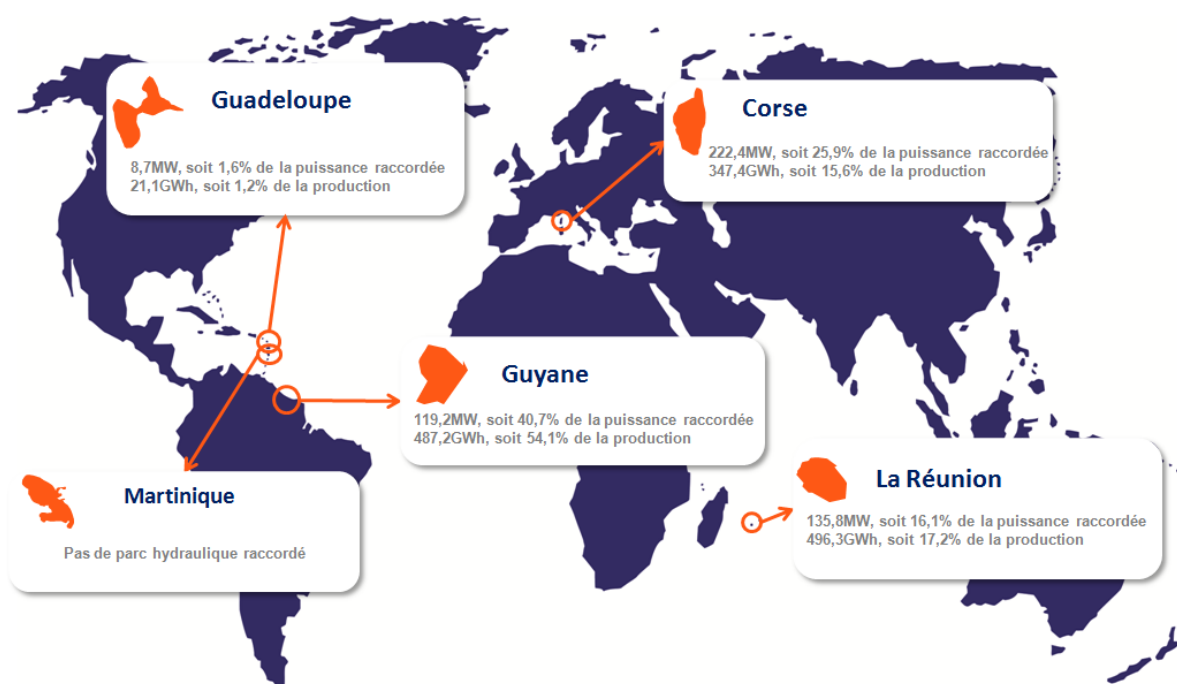 Guadeloupe
8,7MW, soit 1,6% de la puissance raccordée
21,1GWh, soit 1,2% de la production
Corse
222,4MW, soit 25,9% de la puissance raccordée
347,4GWh, soit 15,6% de la production
Guyane
119,2MW, soit 40,7% de la puissance raccordée
487,2GWh, soit 54,1% de la production
Martinique
Pas de parc hydraulique raccordé
La Réunion
135,8MW, soit 16,1% de la puissance raccordée
496,3GWh, soit 17,2% de la production